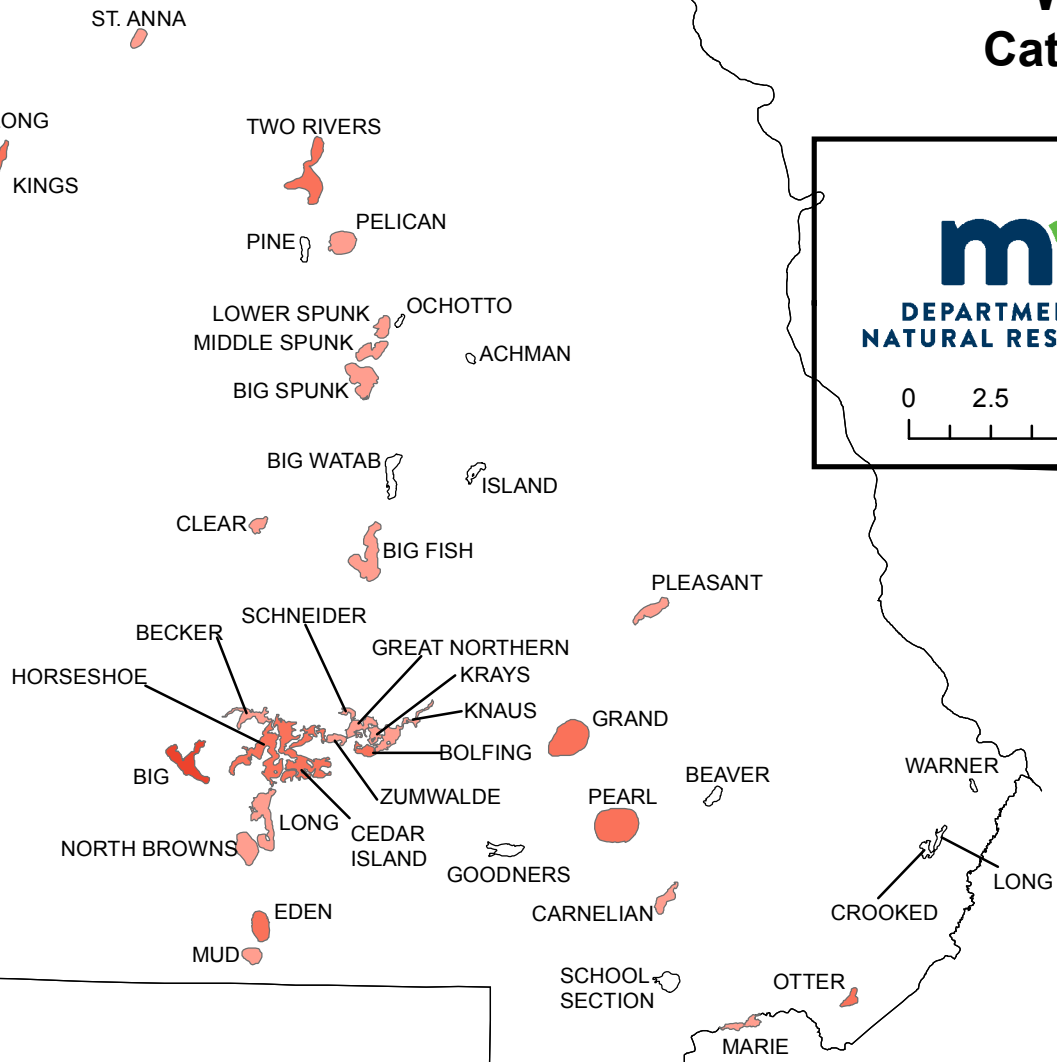 ST. ANNA
Cat
ONG
TWO RIVERS
KINGS
PELICAN
PINE
OCHOTTO
LOWER SPUNK
MIDDLE SPUNK
ACHMAN
BIG SPUNK
m
DEPARTME
NATURAL RES
0 2.5
BIG WATAB
ISLAND
CLEAR
BIG FISH
PLEASANT
SCHNEIDER
BECKER
GREAT NORTHERN
HORSESHOE
KRAYS
KNAUS
GRAND
BOLFING
BIG
WARNER
BEAVER
ZUMWALDE
PEARL
LONG
CEDAR
ISLAND
NORTH BROWNS
GOODNERS
LONG
EDEN
CARNELIAN
CROOKED
MUD
SCHOOL
SECTION
OTTER
MARIE